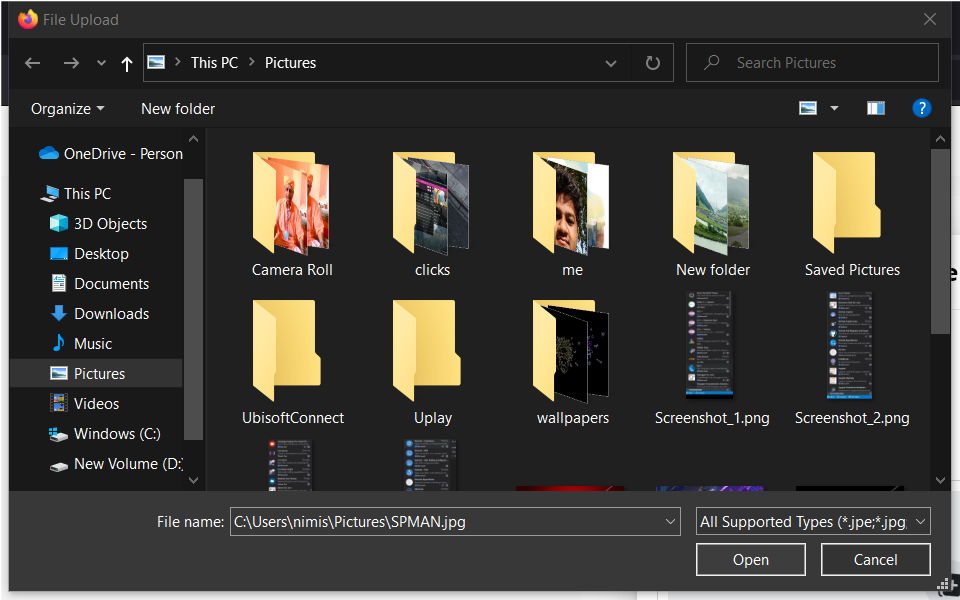 File Upload
This PC
Pictures
Search Pictures
Organize
New folder
?
OneDrive - Person
This PC
3D Objects
Desktop
Documents
Downloads
Music
Pictures
Videos
Windows (C:)
New Volume (D:)
Camera Roll
clicks
me
New folder
Saved Pictures
UbisoftConnect
Uplay
wallpapers
Screenshot_1.png
Screenshot_2.png
File name:
C:\Users\nimis\Pictures\SPMAN.jpg
All Supported Types (*.jpe;*.jpg,
Open
Cancel